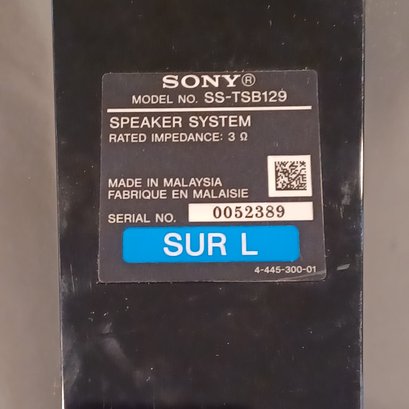 SONY®
MODEL NO. SS-TSB129
SPEAKER SYSTEM
RATED IMPEDANCE: 3 Ω
MADE IN MALAYSIA
FABRIQUE EN MALAISIE
SERIAL NO. 0052389
SUR L
4-445-300-01